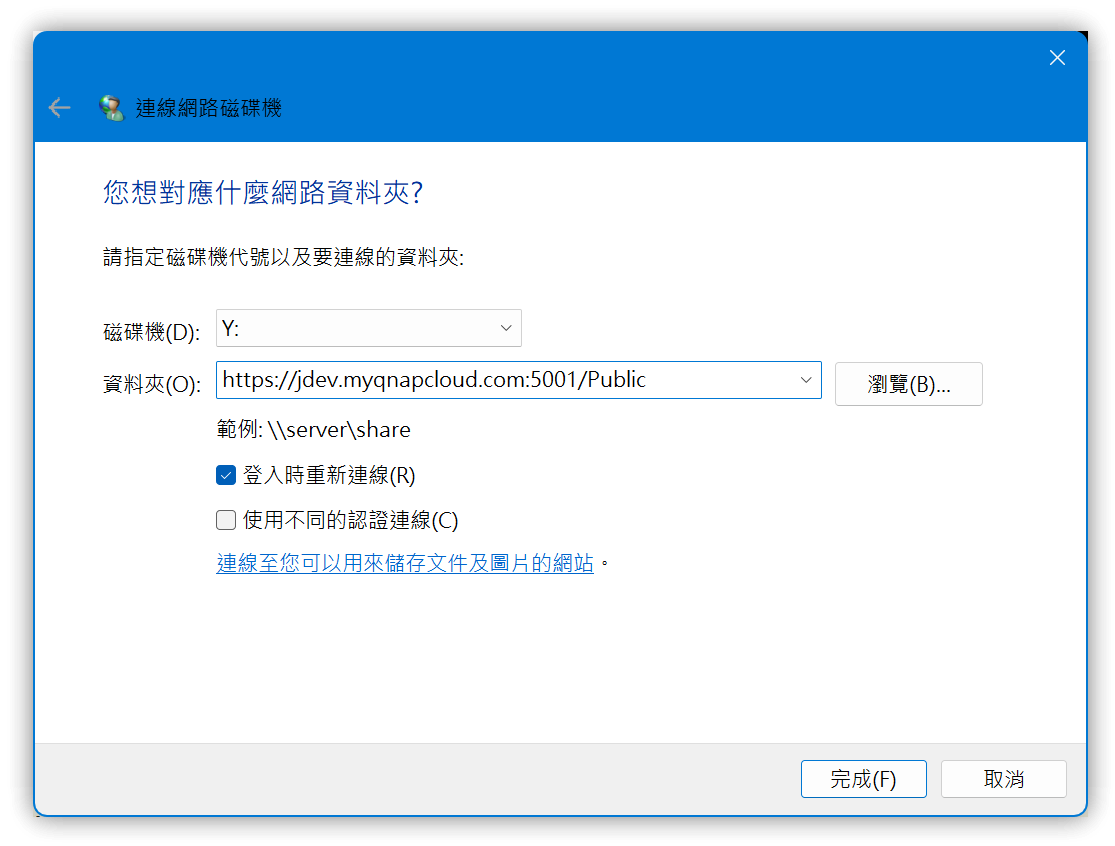 連線網路磁碟機
您想對應什麼網路資料夾?
請指定磁碟機代號以及要連線的資料夾:
磁碟機(D): Y:
資料夾(O): https://jdev.myqnapcloud.com:5001/Public 瀏覽(B)...
範例: \\server\share
登入時重新連線(R)
使用不同的認證連線(C)
連線至您可以用來儲存文件及圖片的網站。
完成(F) 取消